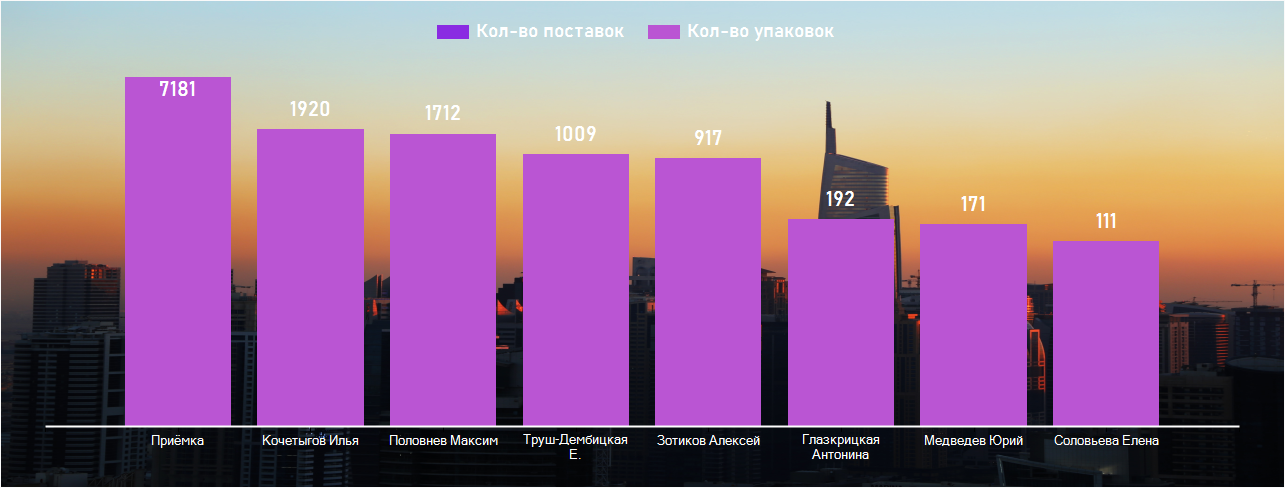 Кол-во поставок Кол-во упаковок
7181
1920
1712
1009
917
192
171
111
Приёмка
Кочетыгов Илья
Половнев Максим
Труш-Дембицкая
Е.
Зотиков Алексей
Глазкрицкая
Антонина
Медведев Юрий
Соловьева Елена